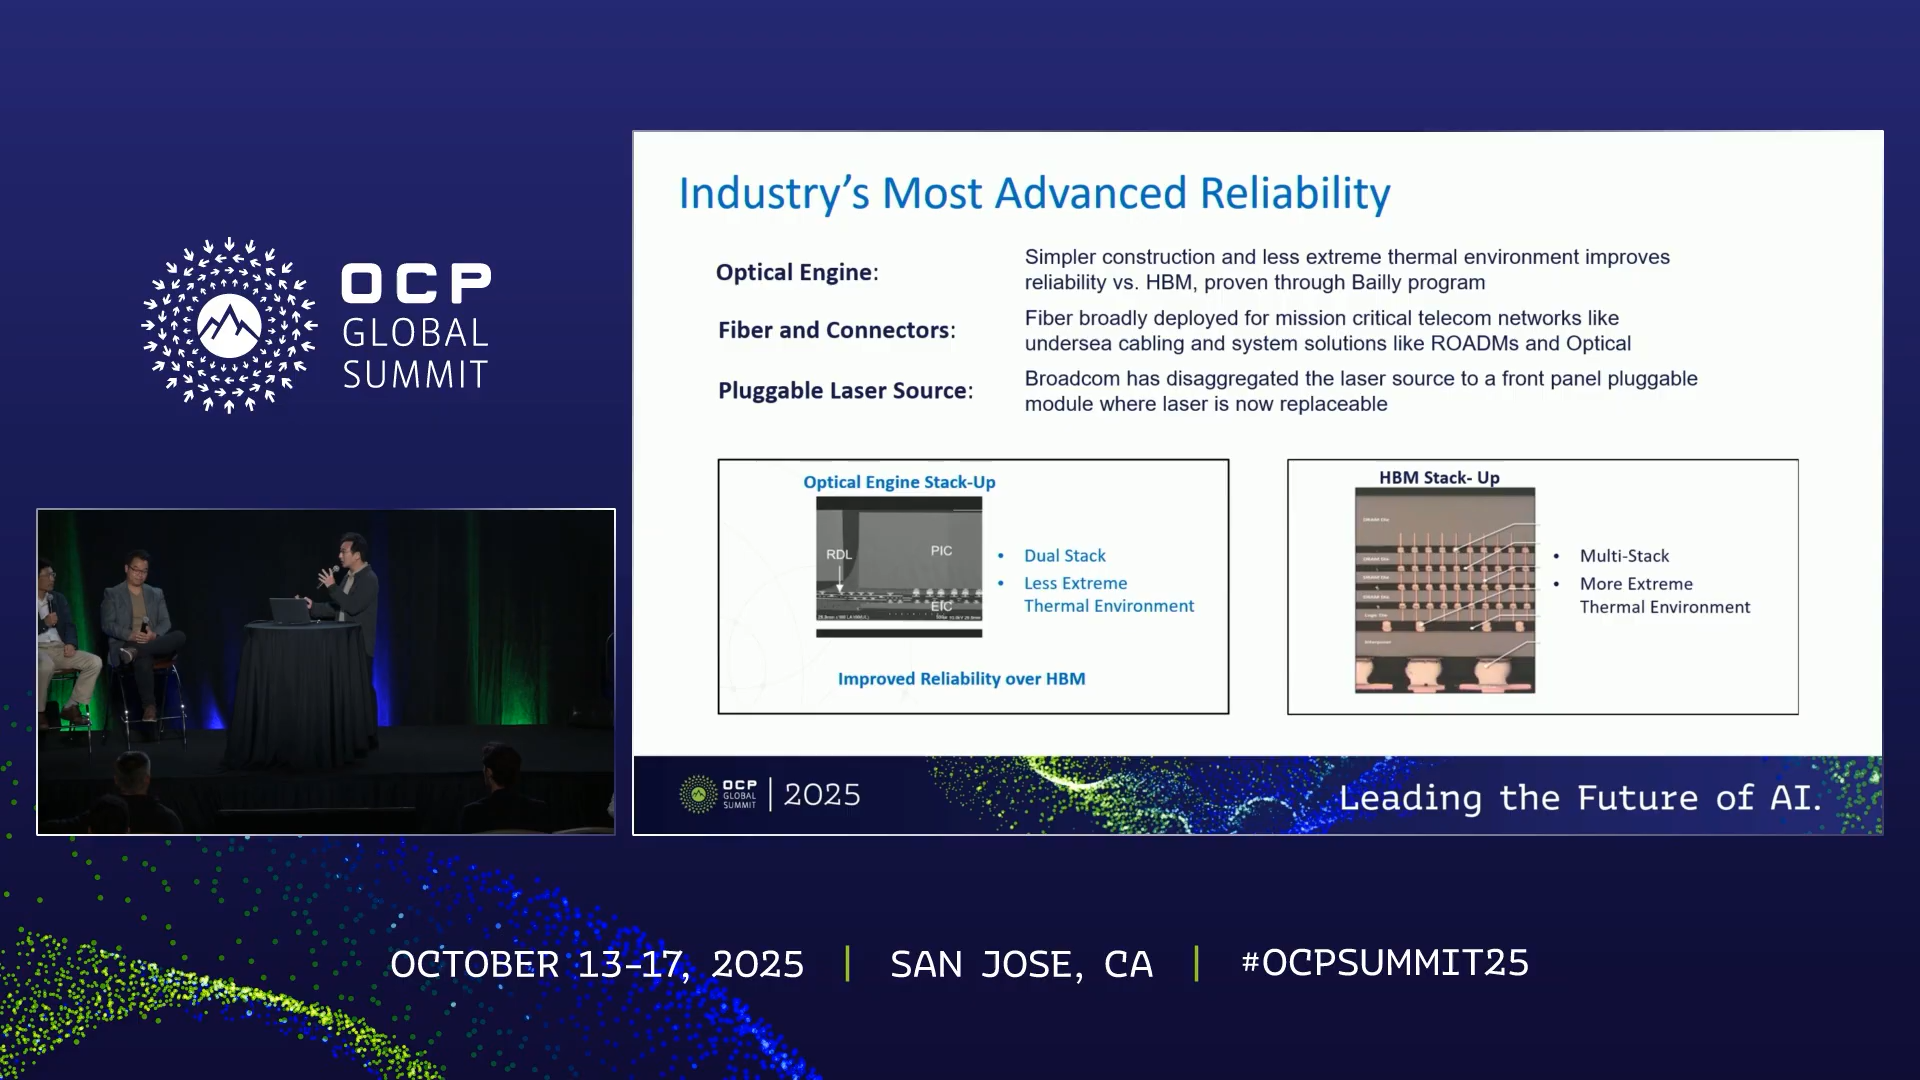 OCP
GLOBAL
SUMMIT
Industry's Most Advanced Reliability
Optical Engine:
Simpler construction and less extreme thermal environment improves
reliability vs. HBM, proven through Bailly program
Fiber and Connectors:
Fiber broadly deployed for mission critical telecom networks like
undersea cabling and system solutions like ROADMs and Optical
Pluggable Laser Source:
Broadcom has disaggregated the laser source to a front panel pluggable
module where laser is now replaceable
Optical Engine Stack-Up
RDL
PIC
EIC
• Dual Stack
• Less Extreme
Thermal Environment
Improved Reliability over HBM
HBM Stack- Up
• Multi-Stack
• More Extreme
Thermal Environment
OCP
GLOBAL
SUMMIT
2025
Leading the Future of AI.
OCTOBER 13-17, 2025 | SAN JOSE, CA | #OCPSUMMIT25